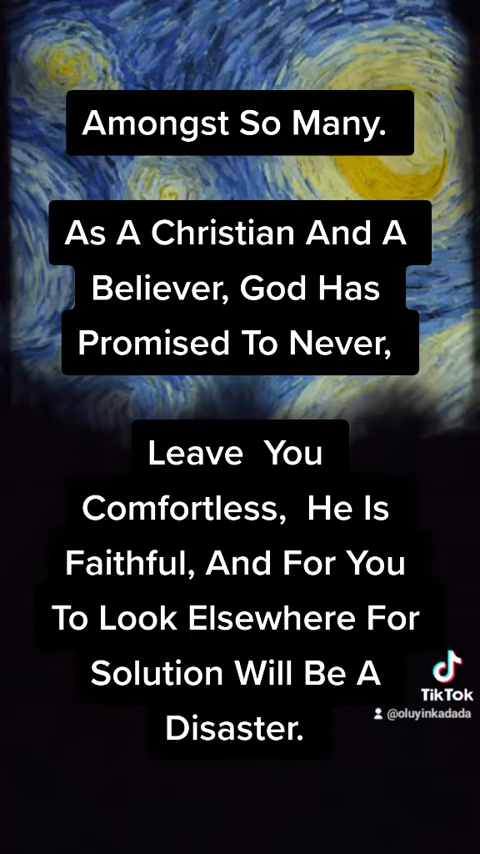 Amongst So Many.
As A Christian And A
Believer, God Has
Promised To Never,
Leave You
Comfortless, He Is
Faithful, And For You
To Look Elsewhere For
Solution Will Be A
Disaster.
TikTok
@oluyinkadada